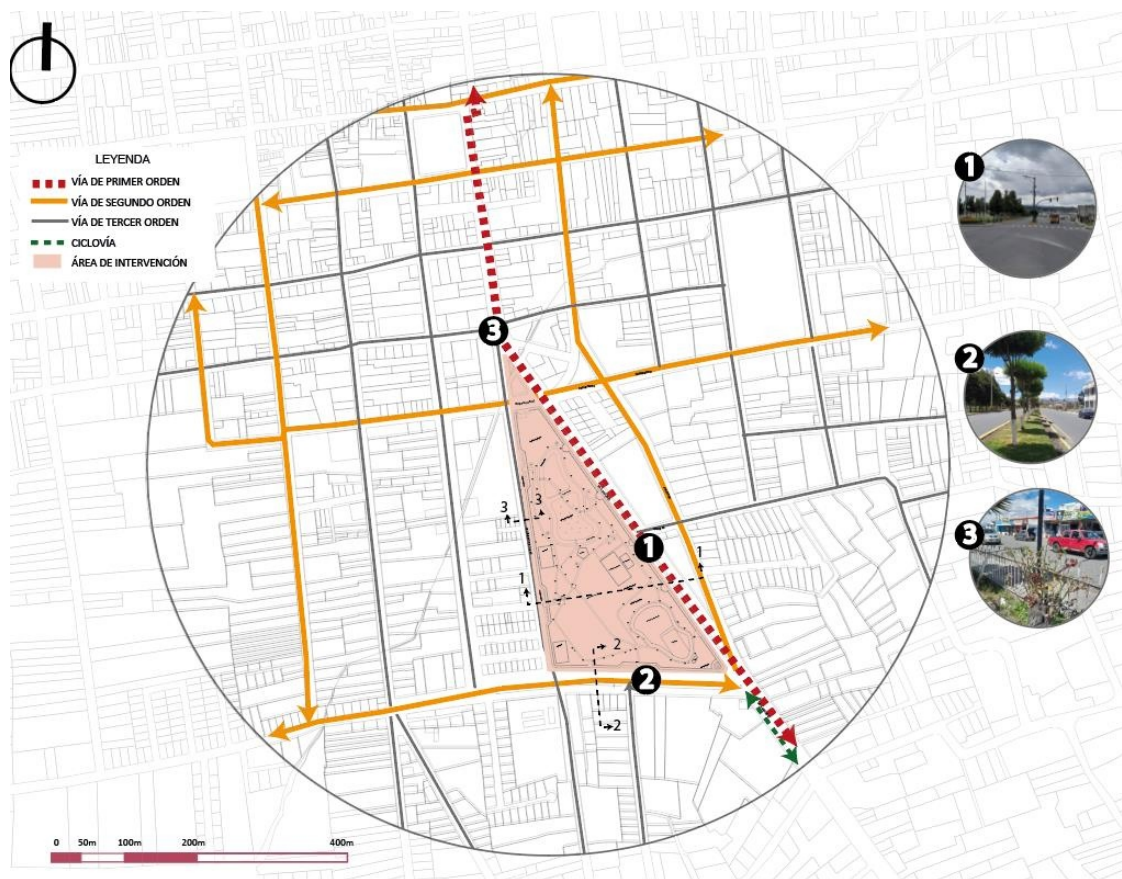 LEYENDA
VÍA DE PRIMER ORDEN
VÍA DE SEGUNDO ORDEN
VÍA DE TERCER ORDEN
CICLOVÍA
ÁREA DE INTERVENCIÓN
1
2
3
3
3
3
1
1
1
2
2
2
0 50m 100m 200m 400m